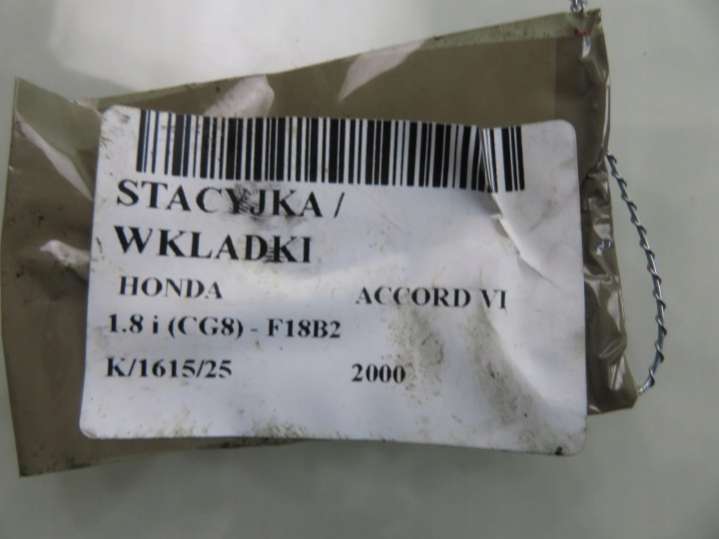 STACYJKA /
WKLADKI
HONDA ACCORD VI
1.8 i (CG8) - F18B2
K/1615/25 2000